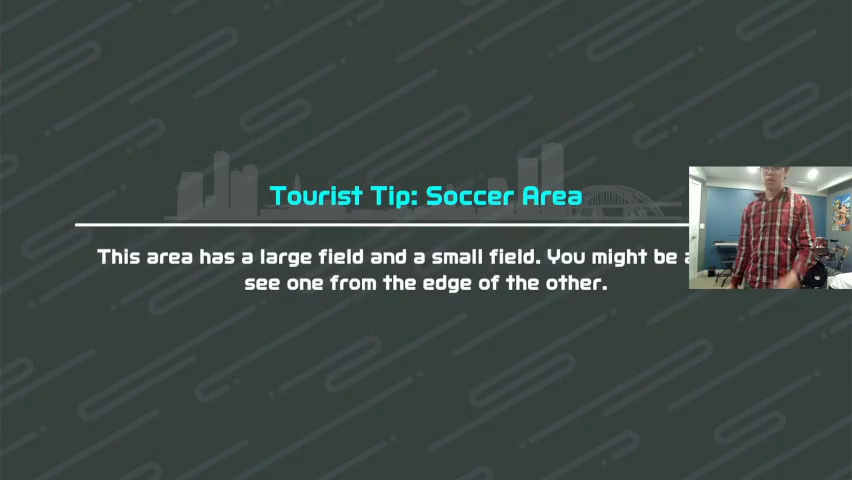 Tourist Tip: Soccer Area
This area has a large field and a small field. You might be
see one from the edge of the other.